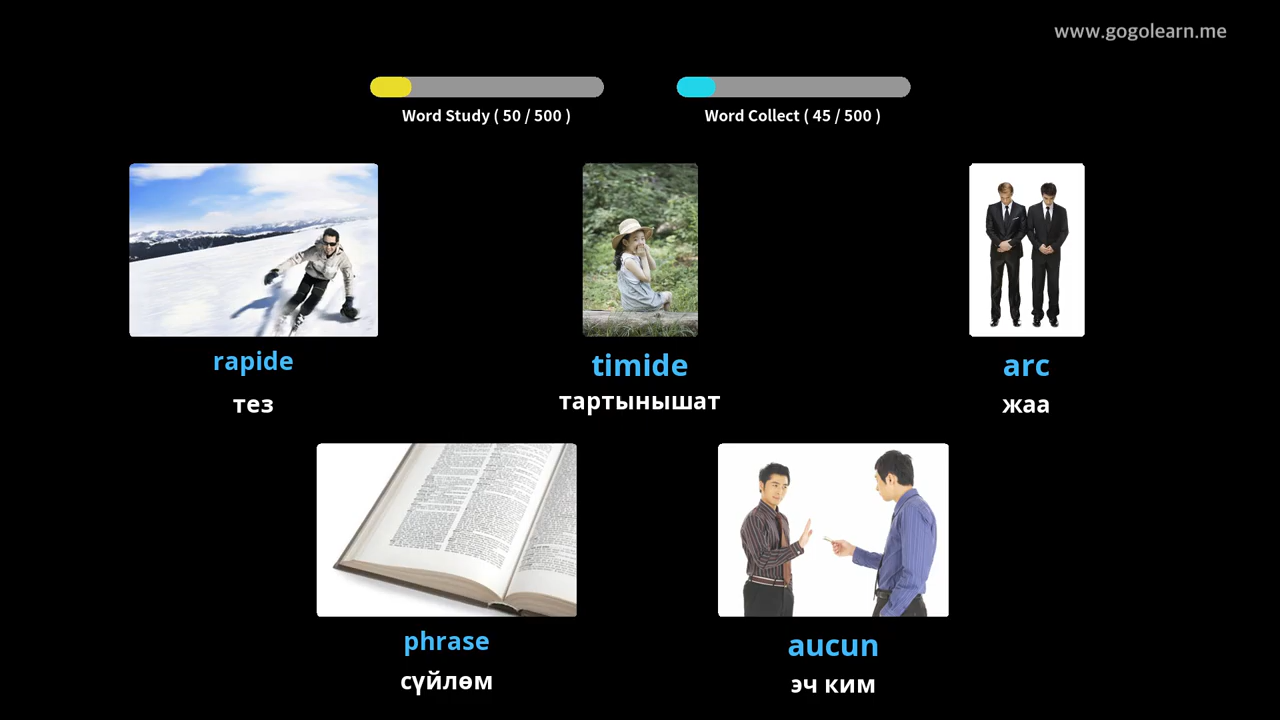 www.gogolearn.me
Word Study ( 50 / 500 )
Word Collect ( 45 / 500 )
rapide
timide
arc
тез
тартынышат
жаа
phrase
aucun
сүйлөм
эч ким